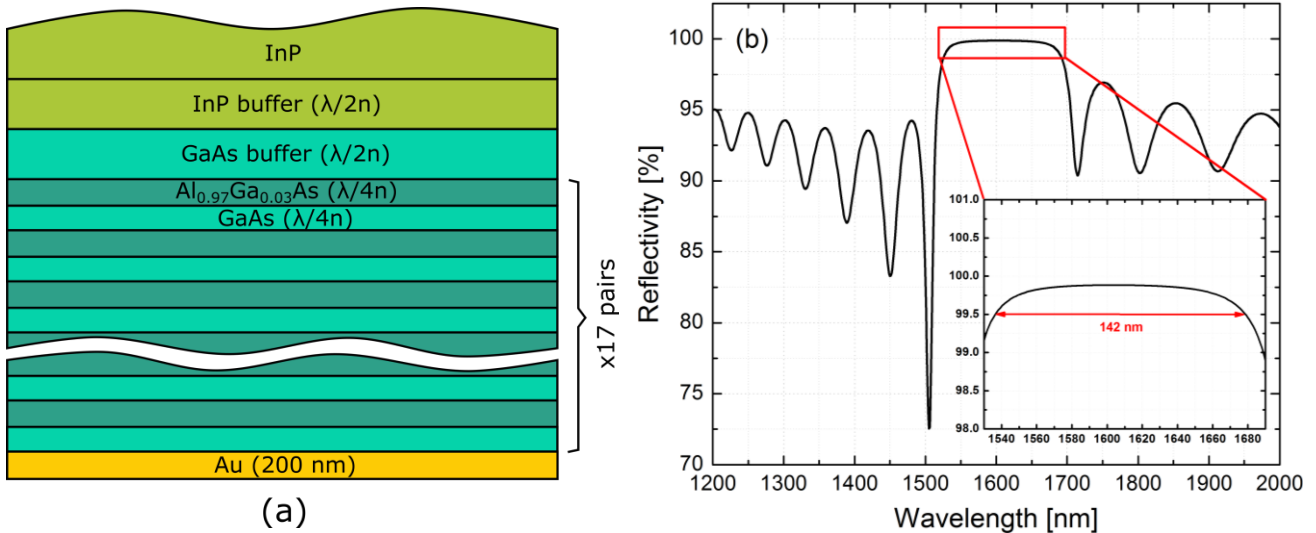 InP
InP buffer (λ/2n)
GaAs buffer (λ/2n)
Al0.97Ga0.03As (λ/4n)
GaAs (λ/4n)
x17 pairs
Au (200 nm)
(a)
(b)
Reflectivity [%]
100
95
90
85
80
75
70
1200 1300 1400 1500 1600 1700 1800 1900 2000
Wavelength [nm]
101.0
100.5
100.0
99.5
99.0
98.5
98.0
142 nm
1540 1560 1580 1600 1620 1640 1660 1680